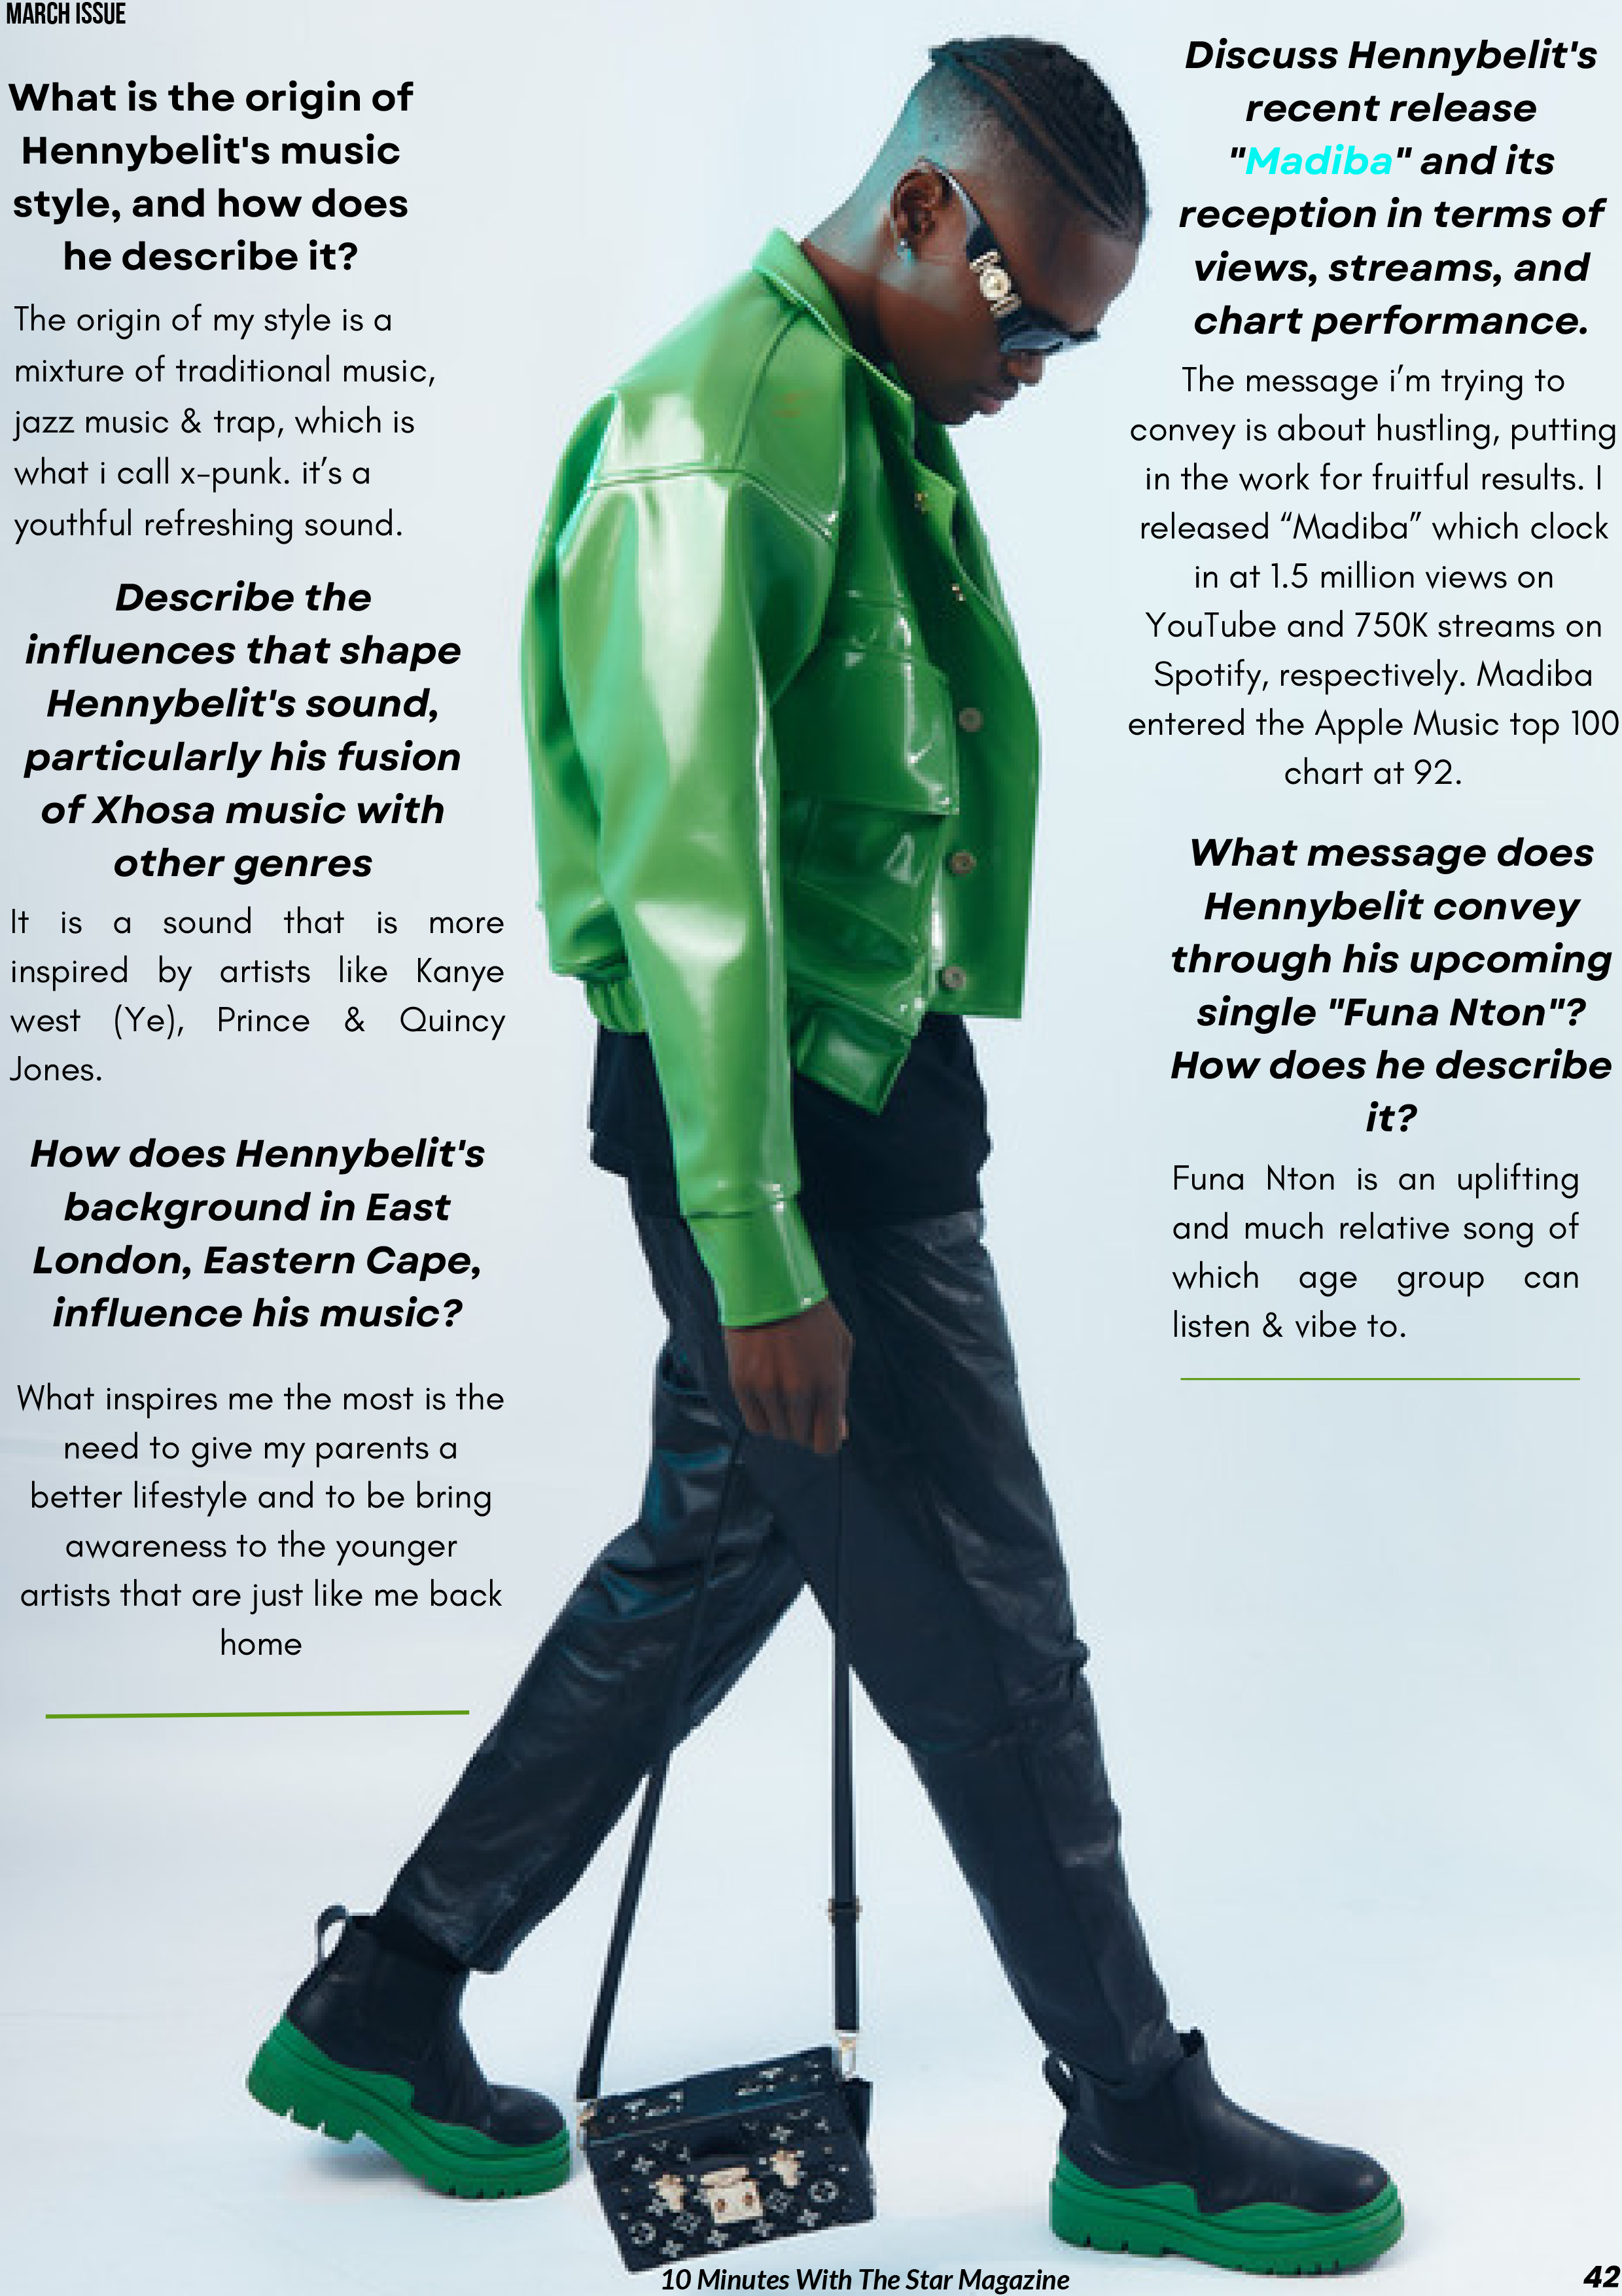 MARCH ISSUE
What is the origin of
Hennybelit's music
style, and how does
he describe it?
The origin of my style is a
mixture of traditional music,
jazz music & trap, which is
what i call x-punk. it’s a
youthful refreshing sound.
Describe the
influences that shape
Hennybelit's sound,
particularly his fusion
of Xhosa music with
other genres
It is a sound that is more
inspired by artists like Kanye
west (Ye), Prince & Quincy
Jones.
How does Hennybelit's
background in East
London, Eastern Cape,
influence his music?
What inspires me the most is the
need to give my parents a
better lifestyle and to be bring
awareness to the younger
artists that are just like me back
home
Discuss Hennybelit's
recent release
"Madiba" and its
reception in terms of
views, streams, and
chart performance.
The message i’m trying to
convey is about hustling, putting
in the work for fruitful results. I
released “Madiba” which clock
in at 1.5 million views on
YouTube and 750K streams on
Spotify, respectively. Madiba
entered the Apple Music top 100
chart at 92.
What message does
Hennybelit convey
through his upcoming
single "Funa Nton"?
How does he describe
it?
Funa Nton is an uplifting
and much relative song of
which age group can
listen & vibe to.
10 Minutes With The Star Magazine
42